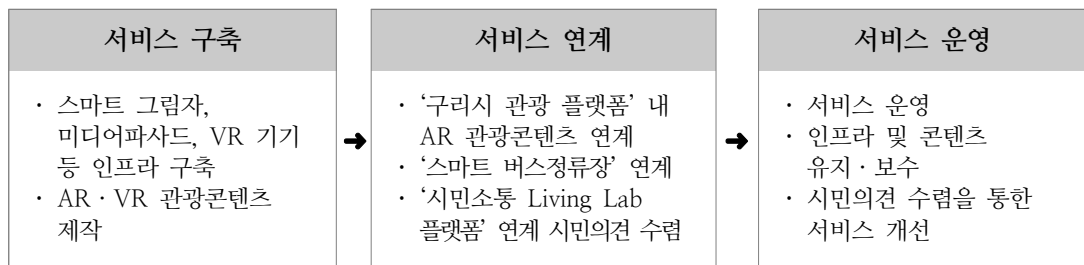 서비스 구축
· 스마트 그림자,
미디어파사드, VR 기기
등 인프라 구축
· AR · VR 관광콘텐츠
제작
➜
서비스 연계
· ‘구리시 관광 플랫폼’ 내
AR 관광콘텐츠 연계
· ‘스마트 버스정류장’ 연계
· ‘시민소통 Living Lab
플랫폼’ 연계 시민의견 수렴
➜
서비스 운영
· 서비스 운영
· 인프라 및 콘텐츠
유지 · 보수
· 시민의견 수렴을 통한
서비스 개선